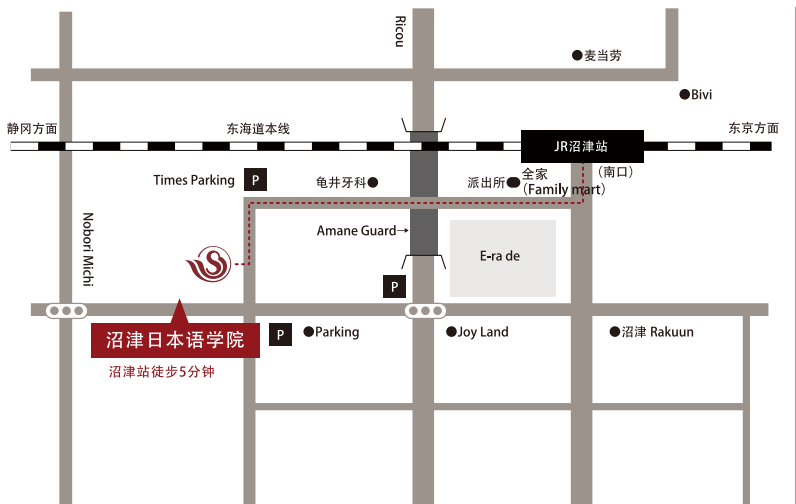 Ricou
麦当劳
Bivi
静冈方面
东海道本线
JR沼津站
东京方面
(南口)
Times Parking
P
龟井牙科
派出所
全家
(Family mart)
Nobori Michi
Amane Guard→
E-ra de
P
沼津日本语学院
P
Parking
Joy Land
沼津 Rakuun
沼津站徒步5分钟